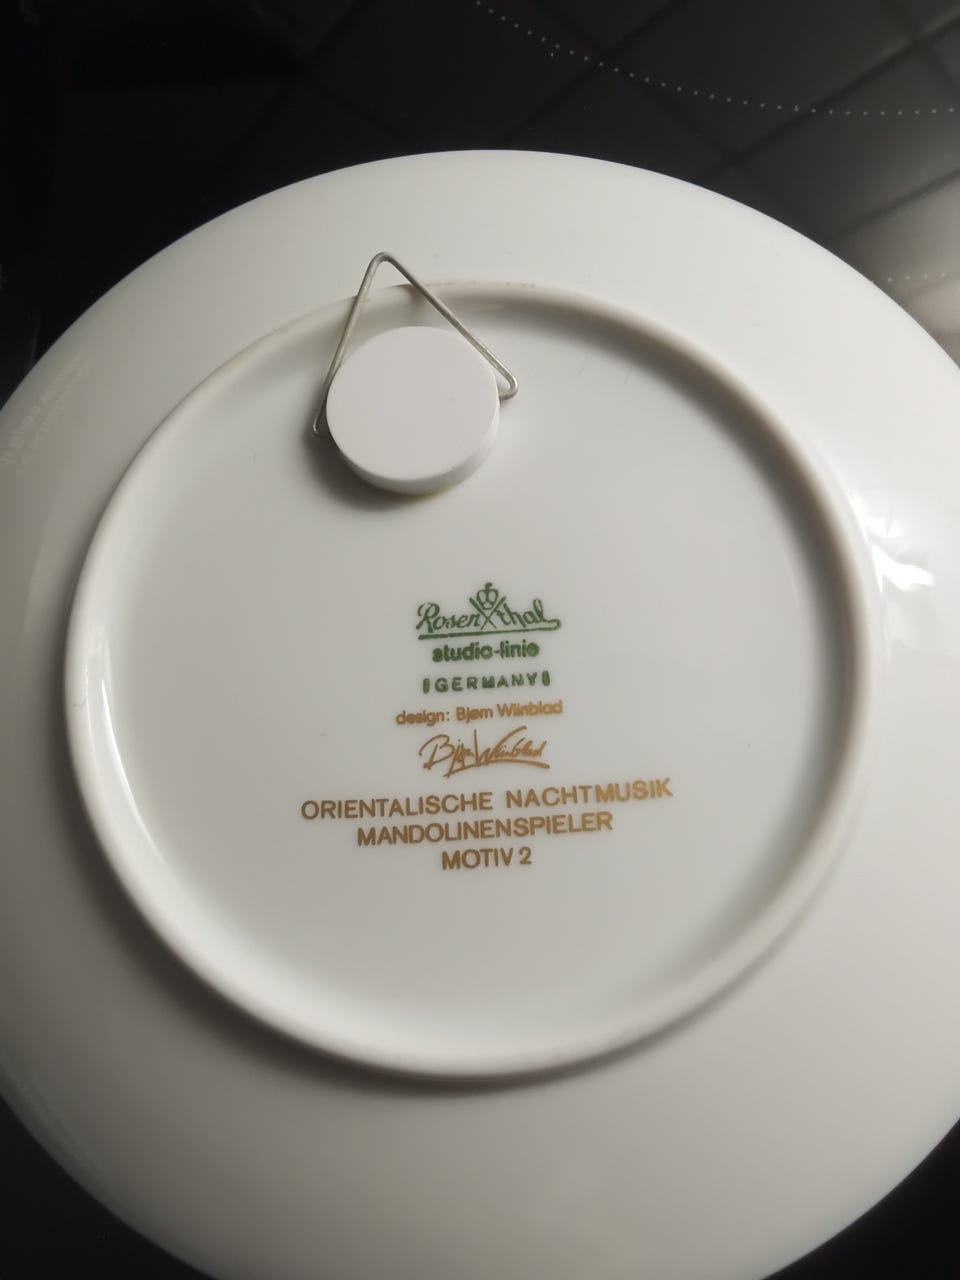 Rosenthal
studio-linie
GERMANY
design: Bjørn Wiinblad
Bjørn Wiinblad
ORIENTALISCHE NACHTMUSIK
MANDOLINENSPIELER
MOTIV 2